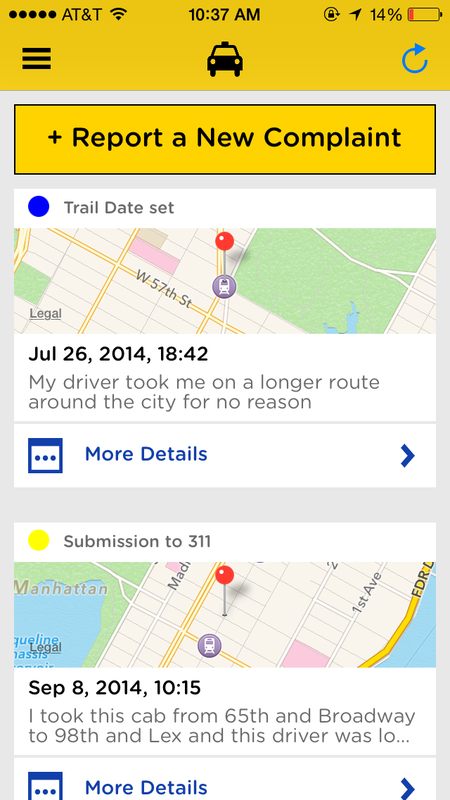 AT&T 10:37 AM 14%
+ Report a New Complaint
Trail Date set
W 57th St
Legal
Jul 26, 2014, 18:42
My driver took me on a longer route
around the city for no reason
More Details
Submission to 311
Madi
Manhattan
1st Ave
FDR D
queline
nassis
ervoir
Legal
Sep 8, 2014, 10:15
I took this cab from 65th and Broadway
to 98th and Lex and this driver was lo...
More Details